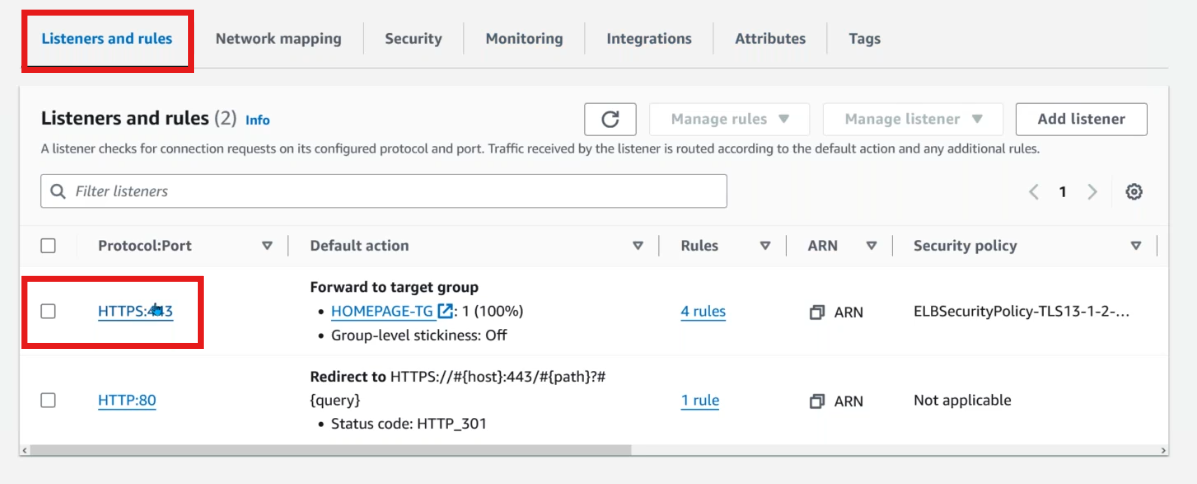 Listeners and rules Network mapping Security Monitoring Integrations Attributes Tags
Listeners and rules (2) Info Manage rules Manage listener Add listener
A listener checks for connection requests on its configured protocol and port. Traffic received by the listener is routed according to the default action and any additional rules.
Filter listeners 1
Protocol:Port Default action Rules ARN Security policy
Forward to target group
HTTPS:443 • HOMEPAGE-TG : 1 (100%) 4 rules ARN ELBSecurityPolicy-TLS13-1-2-...
• Group-level stickiness: Off
Redirect to HTTPS://#{host}:443/#{path}?#
HTTP:80 {query} 1 rule ARN Not applicable
• Status code: HTTP_301